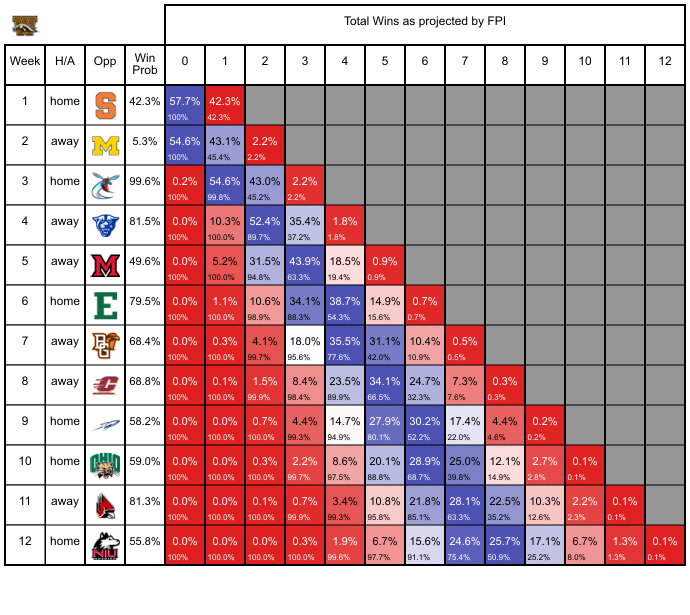 Total Wins as projected by FPI
Week H/A Opp Win Prob 0 1 2 3 4 5 6 7 8 9 10 11 12
1 home S 42.3% 57.7% 42.3%
100% 42.3%
2 away M 5.3% 54.6% 43.1% 2.2%
100% 45.4% 2.2%
3 home 99.6% 0.2% 54.6% 43.0% 2.2%
100% 99.8% 45.2% 2.2%
4 away 81.5% 0.0% 10.3% 52.4% 35.4% 1.8%
100% 100.0% 89.7% 37.2% 1.8%
5 away M 49.6% 0.0% 5.2% 31.5% 43.9% 18.5% 0.9%
100% 100.0% 94.8% 63.3% 19.4% 0.9%
6 home E 79.5% 0.0% 1.1% 10.6% 34.1% 38.7% 14.9% 0.7%
100% 100.0% 98.9% 88.3% 54.3% 15.6% 0.7%
7 away BG 68.4% 0.0% 0.3% 4.1% 18.0% 35.5% 31.1% 10.4% 0.5%
100% 100.0% 99.7% 95.6% 77.6% 42.0% 10.9% 0.5%
8 away C 68.8% 0.0% 0.1% 1.5% 8.4% 23.5% 34.1% 24.7% 7.3% 0.3%
100% 100.0% 99.9% 98.4% 89.9% 66.5% 32.3% 7.6% 0.3%
9 home 58.2% 0.0% 0.0% 0.7% 4.4% 14.7% 27.9% 30.2% 17.4% 4.4% 0.2%
100% 100.0% 100.0% 99.3% 94.9% 80.1% 52.2% 22.0% 4.6% 0.2%
10 home OHIO 59.0% 0.0% 0.0% 0.3% 2.2% 8.6% 20.1% 28.9% 25.0% 12.1% 2.7% 0.1%
100% 100.0% 100.0% 99.7% 97.5% 88.8% 68.7% 39.8% 14.9% 2.8% 0.1%
11 away 81.3% 0.0% 0.0% 0.1% 0.7% 3.4% 10.8% 21.8% 28.1% 22.5% 10.3% 2.2% 0.1%
100% 100.0% 100.0% 99.9% 99.3% 95.8% 85.1% 63.3% 35.2% 12.6% 2.3% 0.1%
12 home NIU 55.8% 0.0% 0.0% 0.0% 0.3% 1.9% 6.7% 15.6% 24.6% 25.7% 17.1% 6.7% 1.3% 0.1%
100% 100.0% 100.0% 100.0% 99.6% 97.7% 91.1% 75.4% 50.9% 25.2% 8.0% 1.3% 0.1%